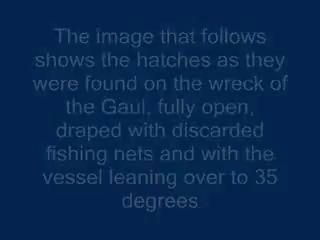 The image that follows
shows the hatches as they
were found on the wreck of
the Gaul, fully open,
draped with discarded
fishing nets and with the
vessel leaning over to 35
degrees